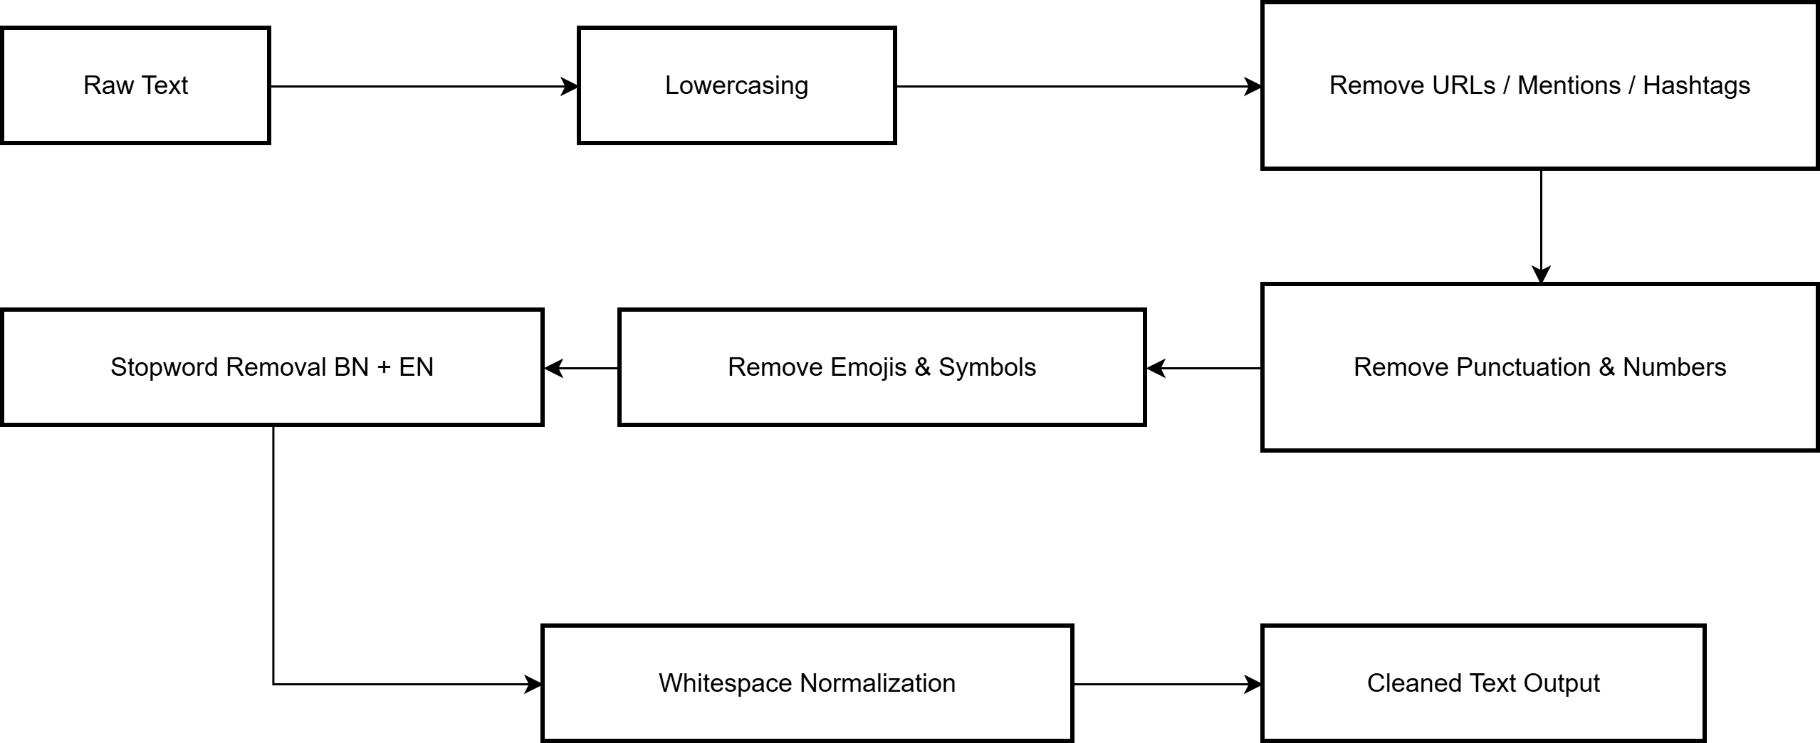 Raw Text
Lowercasing
Remove URLs / Mentions / Hashtags
Remove Punctuation & Numbers
Remove Emojis & Symbols
Stopword Removal BN + EN
Whitespace Normalization
Cleaned Text Output